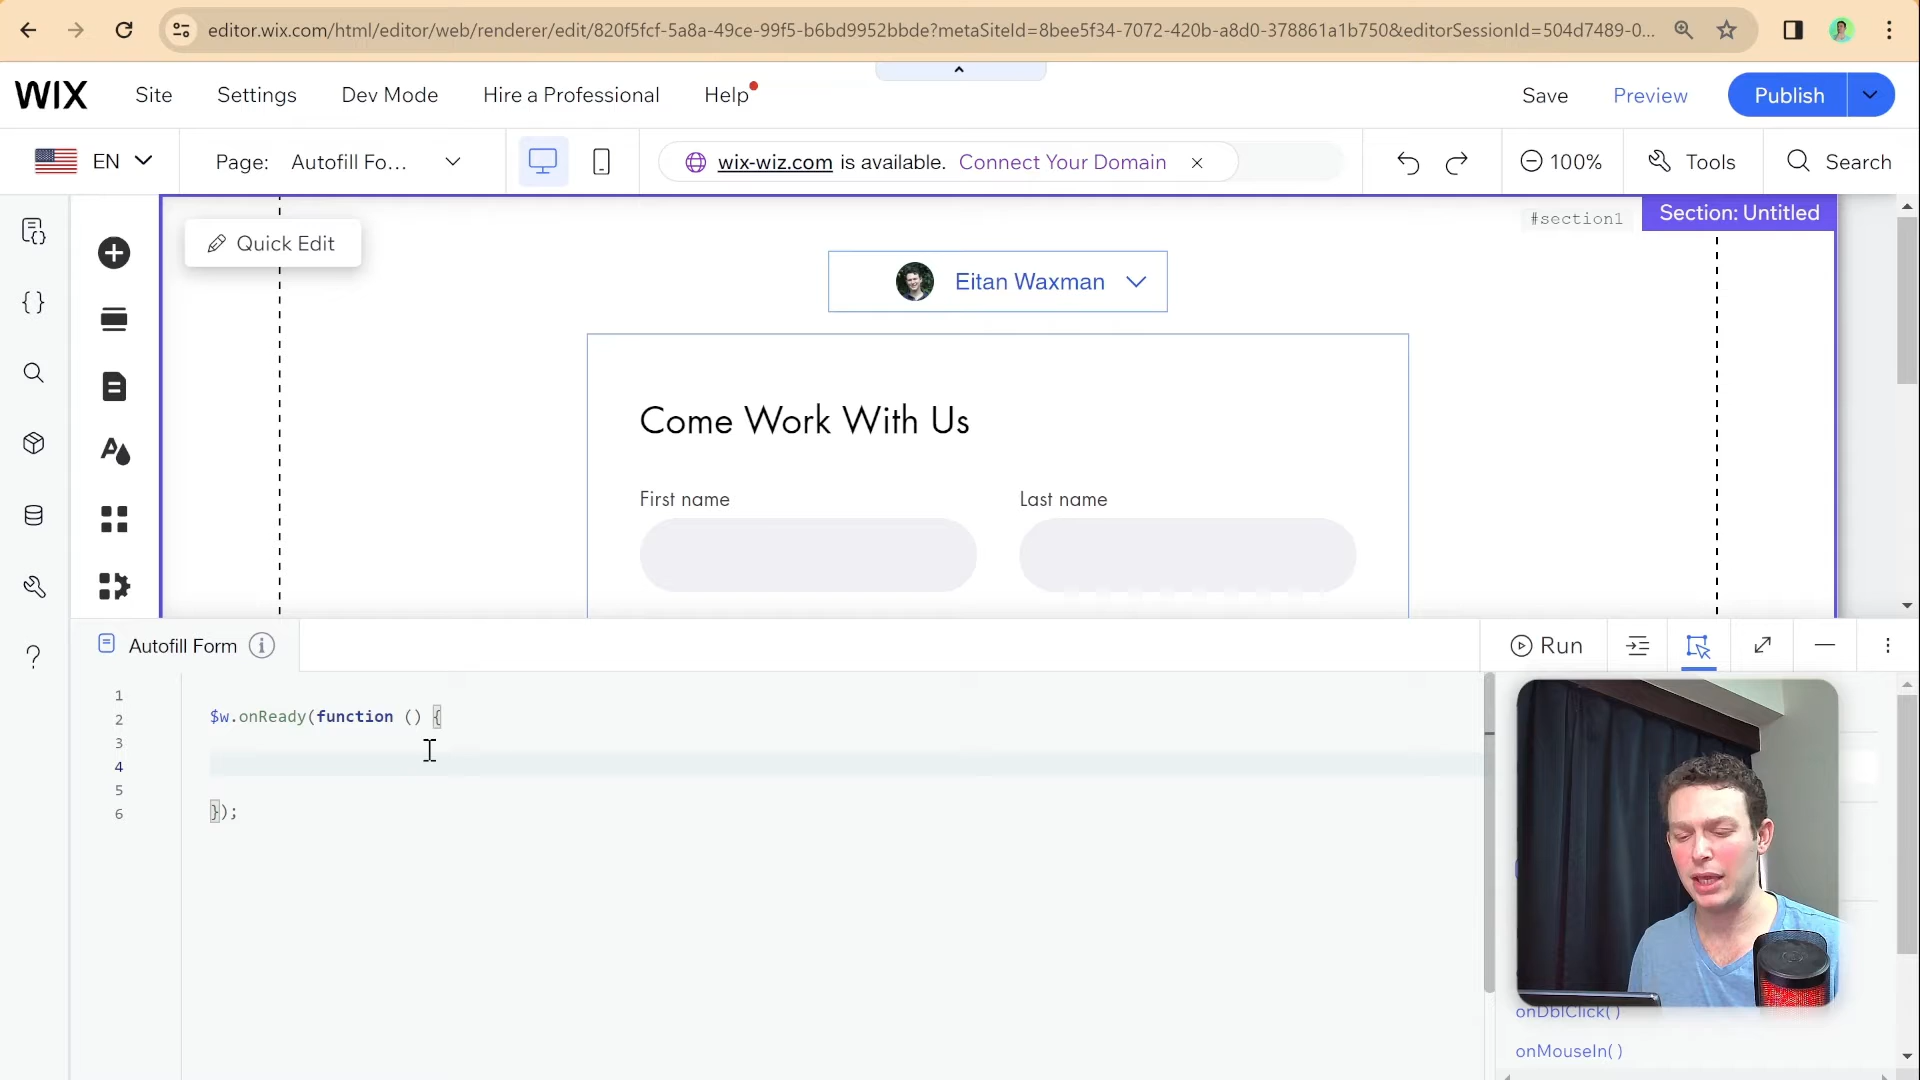 editor.wix.com/html/editor/web/renderer/edit/820f5fcf-5a8a-49ce-99f5-b6bd9952bbde?metaSiteId=8bee5f34-7072-420b-a8d0-378861a1b750&editorSessionId=504d7489-0...
WIX Site Settings Dev Mode Hire a Professional Help Save Preview Publish
EN Page: Autofill Fo... wix-wiz.com is available. Connect Your Domain 100% Tools Search
Quick Edit #section1 Section: Untitled
Eitan Waxman
Come Work With Us
First name Last name
Autofill Form Run
1
2 $w.onReady(function () {
3
4
5
6 });
onDblClick( )
onMouseIn( )